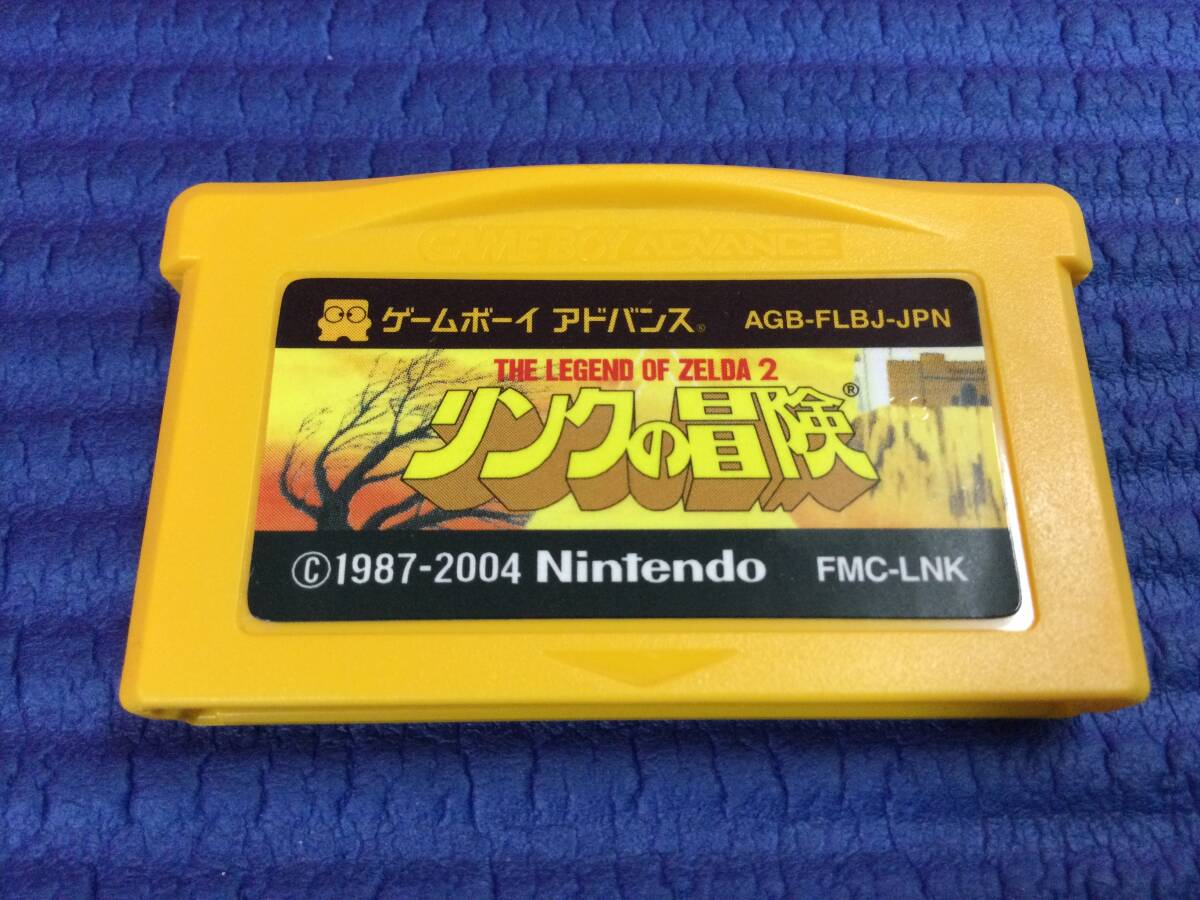 GAME BOY ADVANCE
ゲームボーイ アドバンス® AGB-FLBJ-JPN
THE LEGEND OF ZELDA 2
リンクの冒険®
©1987-2004 Nintendo FMC-LNK